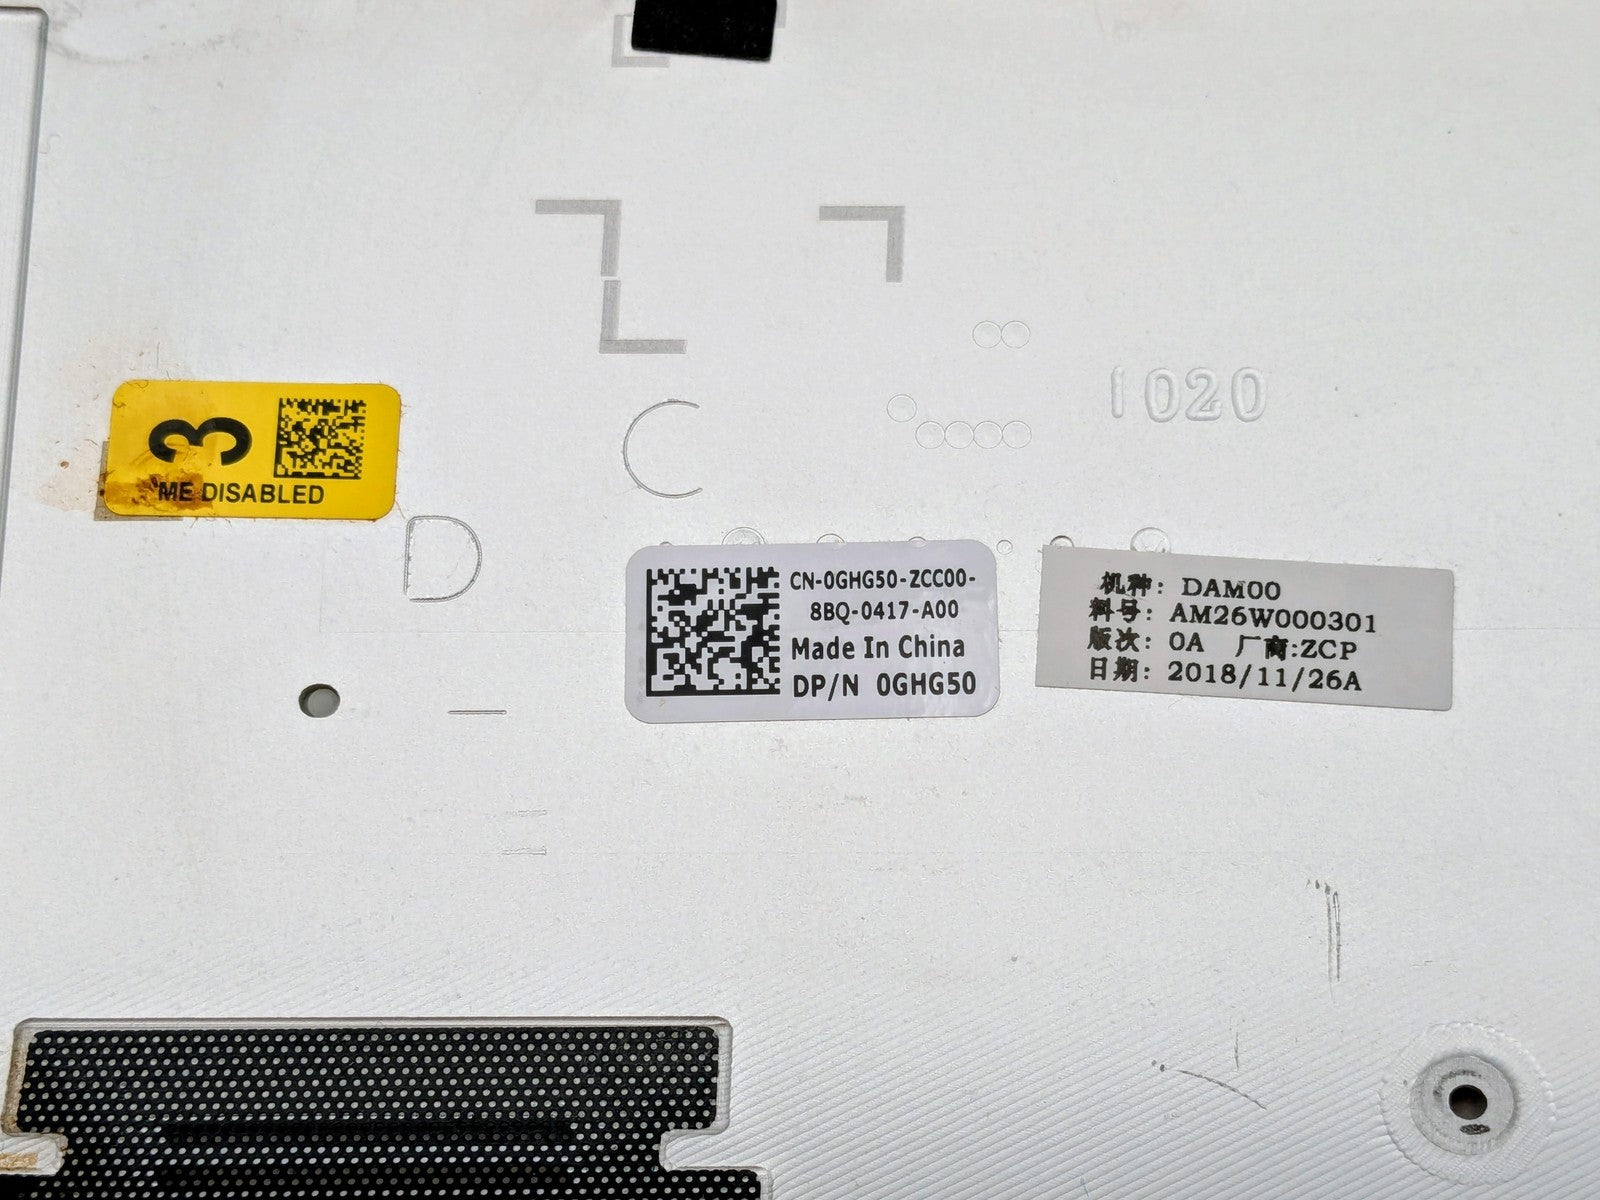 1020
3
ME DISABLED
D
C
CN-0GHG50-ZCC00-
8BQ-0417-A00
Made In China
DP/N 0GHG50
机种: DAM00
料号: AM26W000301
版次: 0A 厂商:ZCP
日期: 2018/11/26A